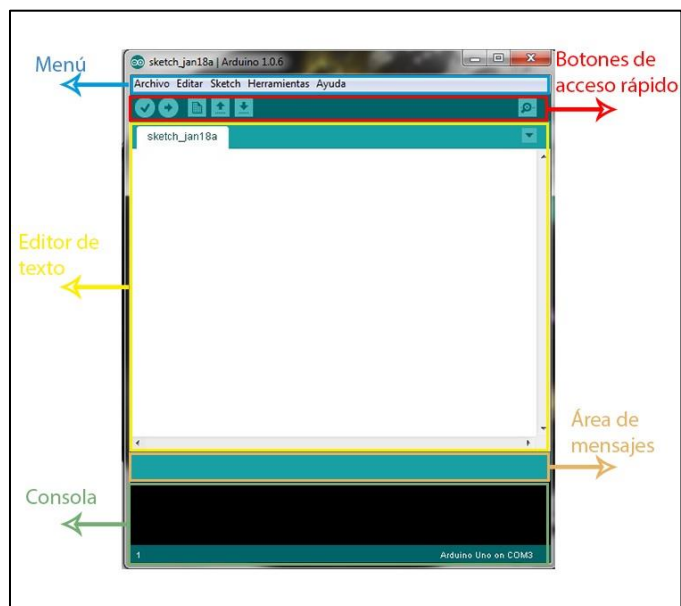 Menú
Botones de
acceso rápido
sketch_jan18a | Arduino 1.0.6
Archivo Editar Sketch Herramientas Ayuda
sketch_jan18a
Editor de
texto
Área de
mensajes
Consola
1
Arduino Uno on COM3